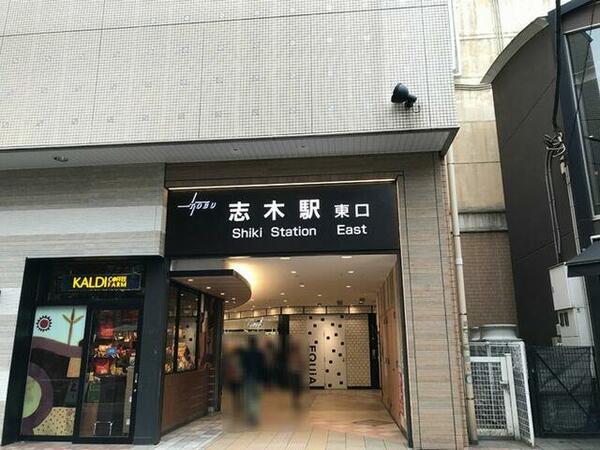 TOBU
志木駅 東口
Shiki Station East
KALDI COFFEE FARM
EQUiA